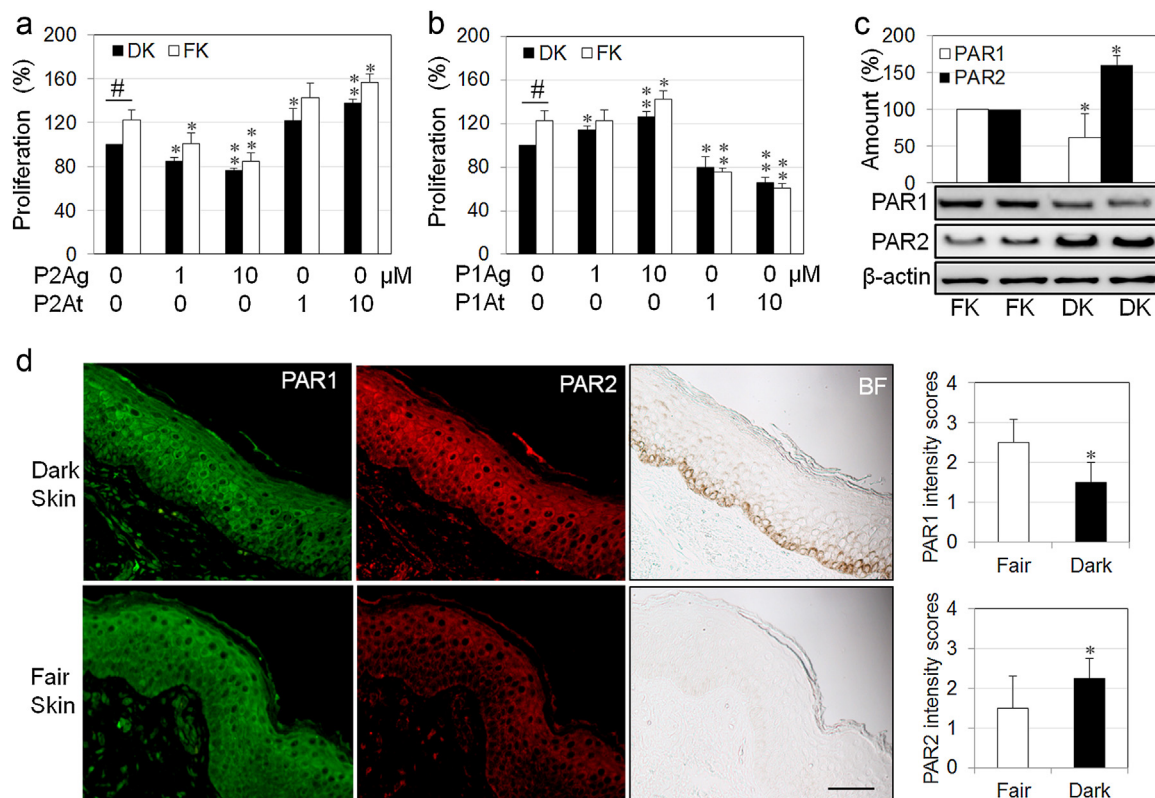 a
Proliferation (%)
200
160
120
80
40
0
DK FK
#
*
*
* *
* *
*
* *
*
P2Ag 0 1 10 0 0 μM
P2At 0 0 0 1 10
b
Proliferation (%)
200
160
120
80
40
0
DK FK
#
*
* *
*
*
* *
* *
* *
P1Ag 0 1 10 0 0 μM
P1At 0 0 0 1 10
c
Amount (%)
200
150
100
50
0
PAR1
PAR2
*
*
PAR1
PAR2
β-actin
FK FK DK DK
d
PAR1 PAR2 BF
Dark
Skin
Fair
Skin
PAR1 intensity scores
4
3
2
1
0
*
Fair Dark
PAR2 intensity scores
4
3
2
1
0
*
Fair Dark